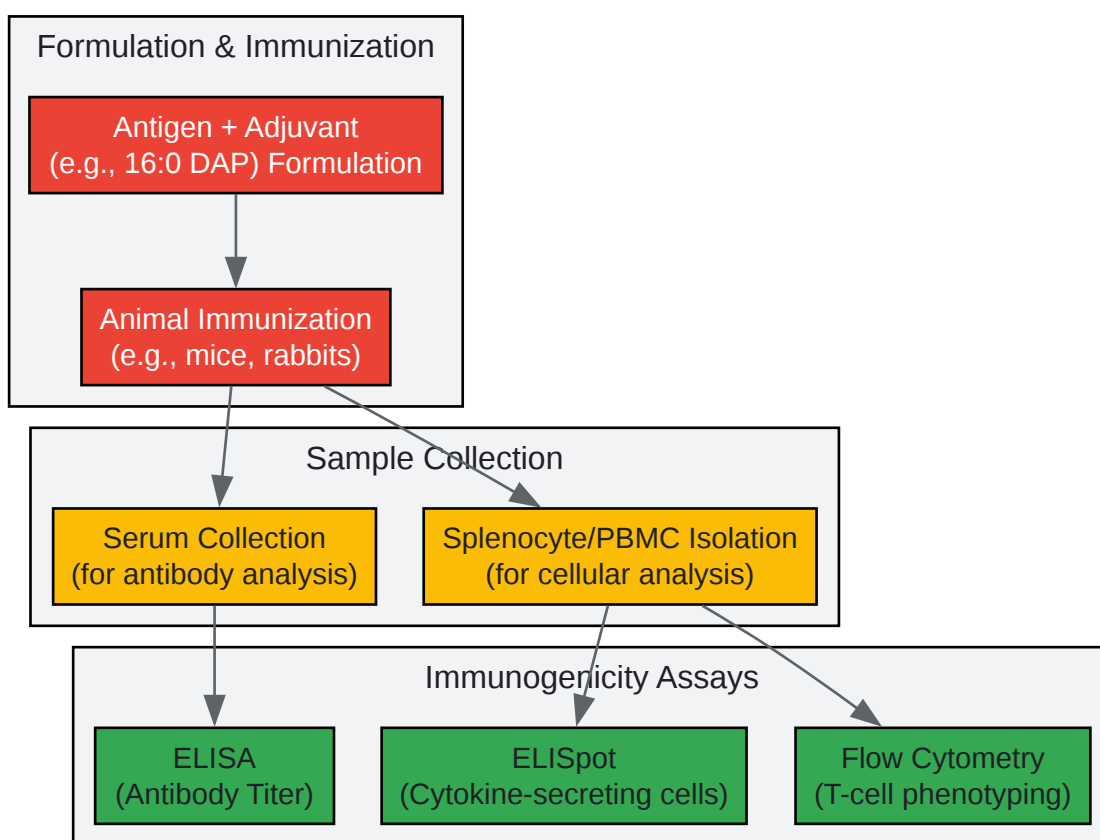 Formulation & Immunization
Antigen + Adjuvant
(e.g., 16:0 DAP) Formulation
Animal Immunization
(e.g., mice, rabbits)
Sample Collection
Serum Collection
(for antibody analysis)
Splenocyte/PBMC Isolation
(for cellular analysis)
Immunogenicity Assays
ELISA
(Antibody Titer)
ELISpot
(Cytokine-secreting cells)
Flow Cytometry
(T-cell phenotyping)